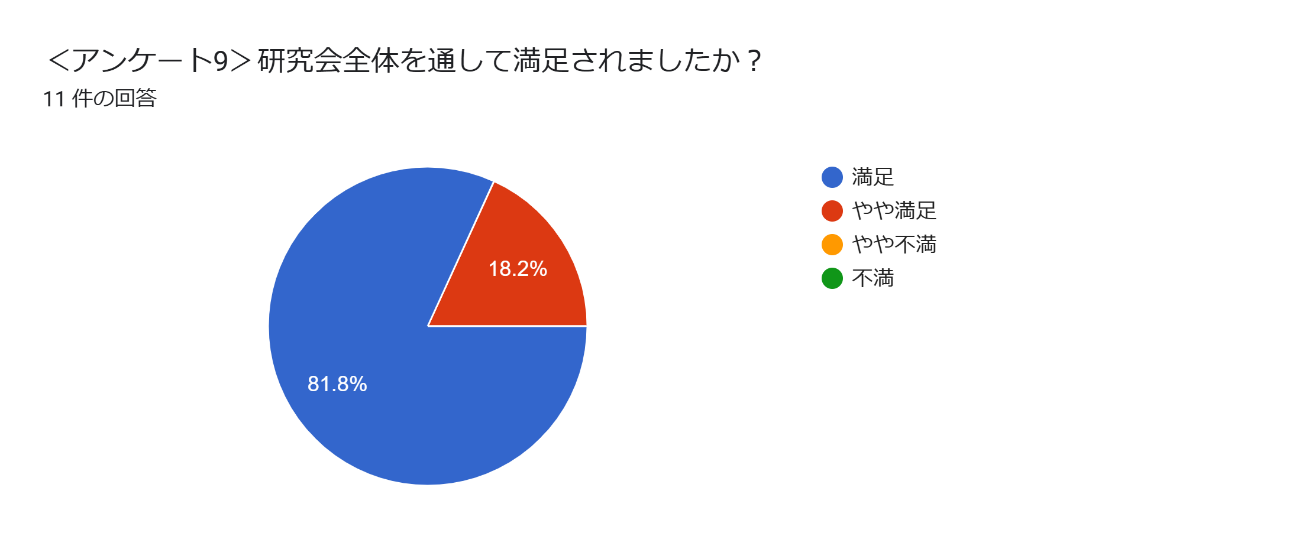 ＜アンケート9＞研究会全体を通して満足されましたか？
11 件の回答
満足
やや満足
やや不満
不満
18.2%
81.8%